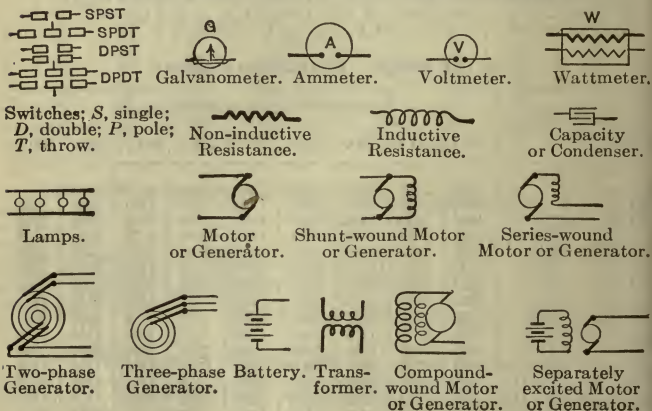 SPST
SPDT
DPST
DPDT
G
A
V
W
Galvanometer. Ammeter. Voltmeter. Wattmeter.
Switches; S, single;
D, double; P, pole;
T, throw.
Non-inductive
Resistance.
Inductive
Resistance.
Capacity
or Condenser.
Lamps.
Motor
or Generator.
Shunt-wound Motor
or Generator.
Series-wound
Motor or Generator.
Two-phase
Generator.
Three-phase
Generator.
Battery.
Trans-
former.
Compound-
wound Motor
or Generator.
Separately
excited Motor
or Generator.